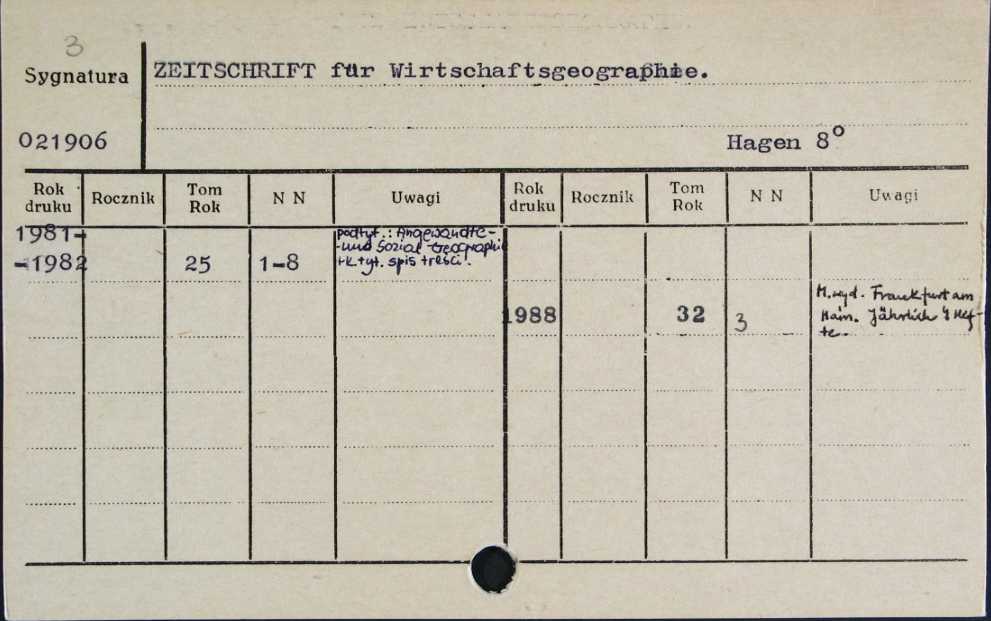 3
Sygnatura
ZEITSCHRIFT für Wirtschaftsgeographie.
021906
Hagen 8°
Rok druku Rocznik Tom Rok N N Uwagi Rok druku Rocznik Tom Rok N N Uwagi
1981-
-1982 25 1-8
podtyt.: Angewandte-
-und Sozial-Geographie
+k. tyt. spis treści.
1988 32 3
M. wyd. Frankfurt am
Main. Jährlich 4 Hef-
te.